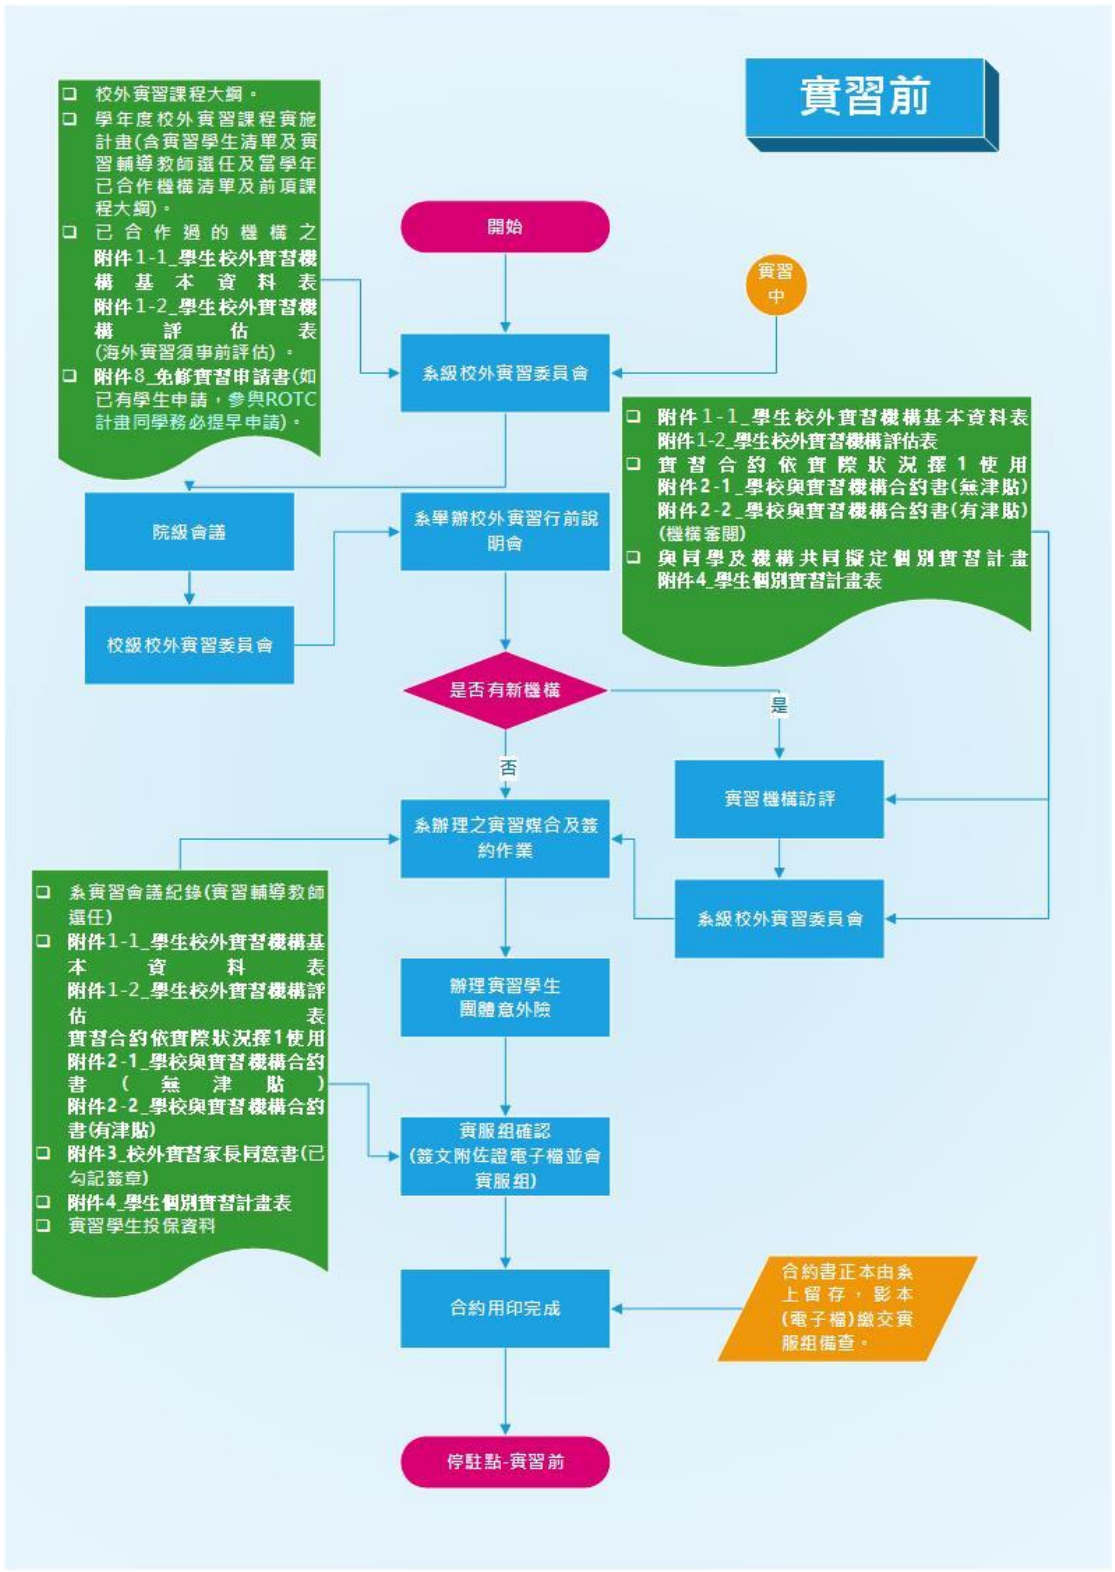 實習前
校外實習課程大綱。
學年度校外實習課程實施
計畫(含實習學生清單及實
習輔導教師選任及當學年
已合作機構清單及前項課
程大綱)。
已合作過的機構之
附件1-1_學生校外實習機
構基本資料表
附件1-2_學生校外實習機
構評估表
(海外實習須事前評估)。
附件8_免修實習申請書(如
已有學生申請，參與ROTC
計畫同學務必提早申請)。
開始
實習
中
系級校外實習委員會
附件1-1_學生校外實習機構基本資料表
附件1-2_學生校外實習機構評估表
實習合約依實際狀況擇1使用
附件2-1_學校與實習機構合約書(無津貼)
附件2-2_學校與實習機構合約書(有津貼)
(機構審閱)
與同學及機構共同擬定個別實習計畫
附件4_學生個別實習計畫表
院級會議
系舉辦校外實習行前說
明會
校級校外實習委員會
是否有新機構
是
否
實習機構訪評
系辦理之實習媒合及簽
約作業
系級校外實習委員會
系實習會議紀錄(實習輔導教師
選任)
附件1-1_學生校外實習機構基
本資料表
附件1-2_學生校外實習機構評
估表
實習合約依實際狀況擇1使用
附件2-1_學校與實習機構合約
書(無津貼)
附件2-2_學校與實習機構合約
書(有津貼)
附件3_校外實習家長同意書(已
勾記簽章)
附件4_學生個別實習計畫表
實習學生投保資料
辦理實習學生
團體意外險
實服組確認
(簽文附佐證電子檔並會
實服組)
合約用印完成
合約書正本由系
上留存，影本
(電子檔)繳交實
服組備查。
停駐點-實習前